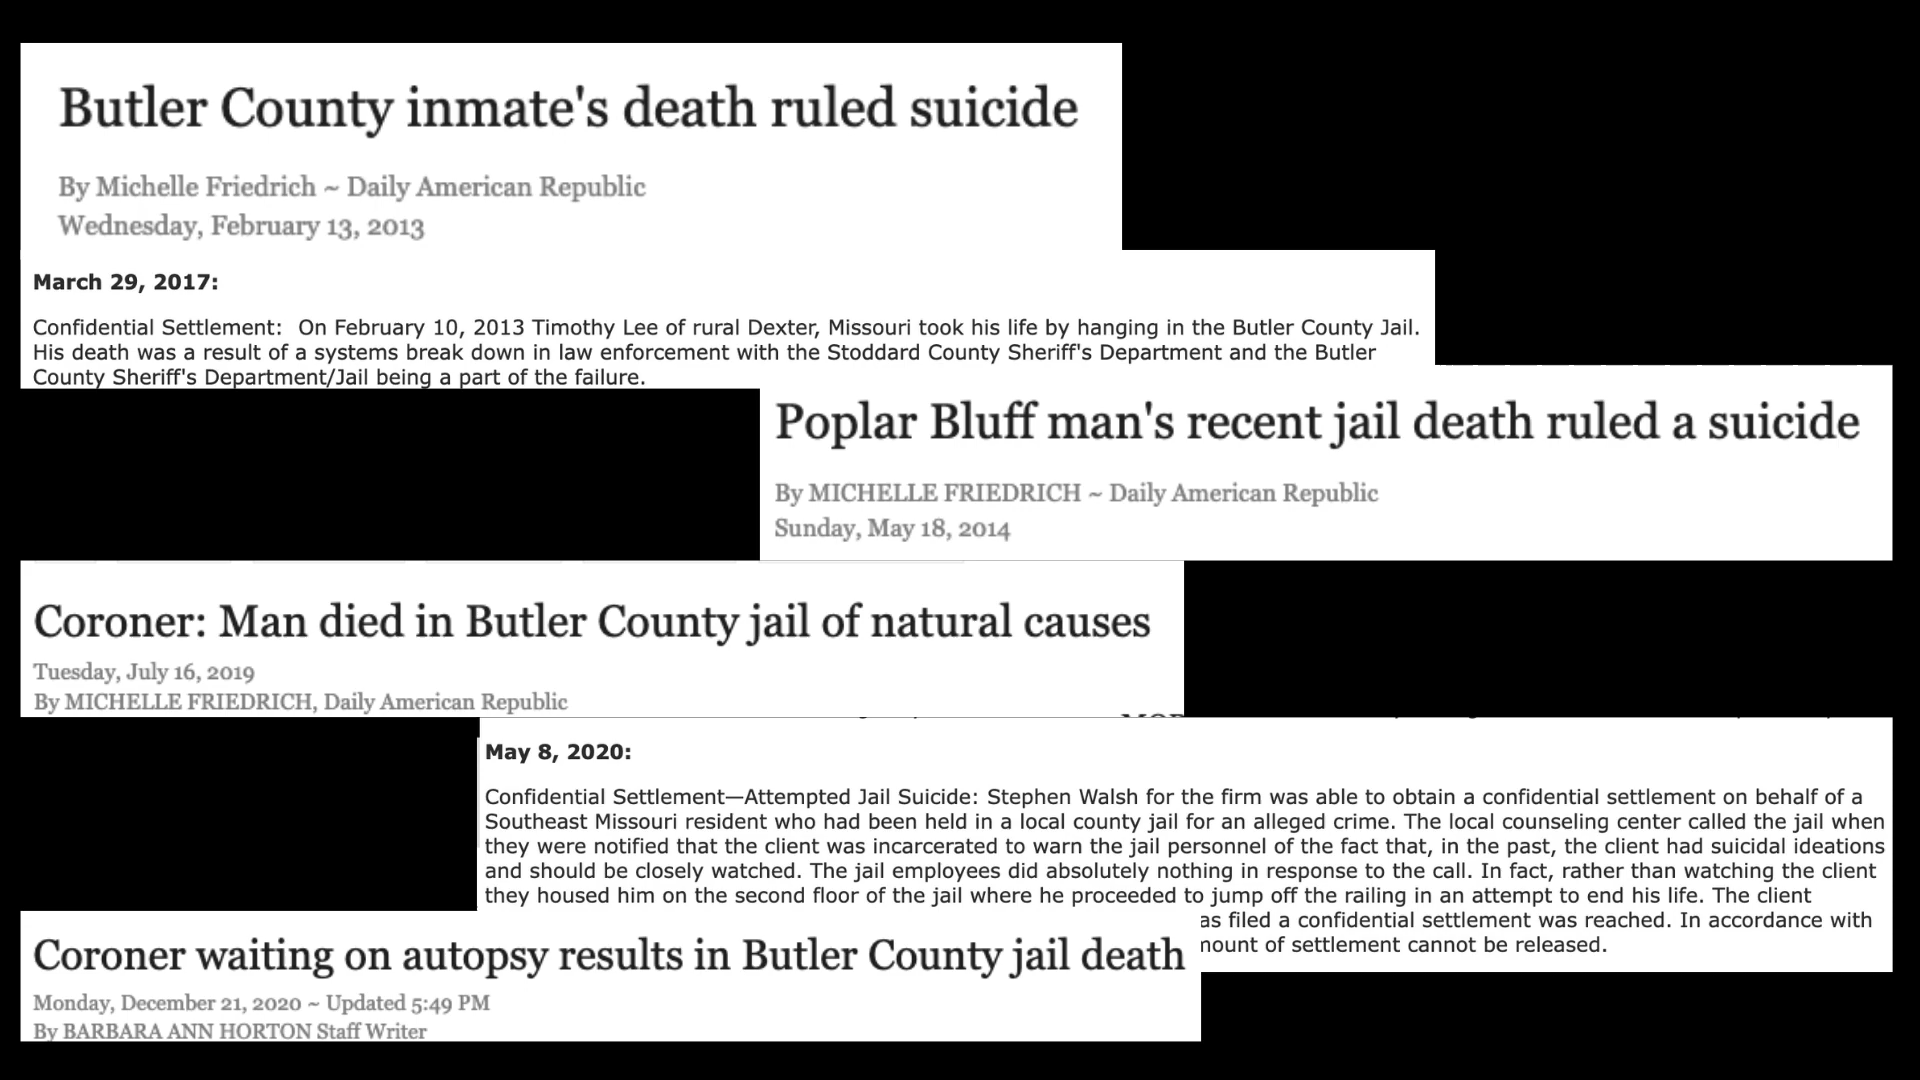 Butler County inmate's death ruled suicide
By Michelle Friedrich ~ Daily American Republic
Wednesday, February 13, 2013
March 29, 2017:
Confidential Settlement:  On February 10, 2013 Timothy Lee of rural Dexter, Missouri took his life by hanging in the Butler County Jail.
His death was a result of a systems break down in law enforcement with the Stoddard County Sheriff's Department and the Butler
County Sheriff's Department/Jail being a part of the failure.
Poplar Bluff man's recent jail death ruled a suicide
By MICHELLE FRIEDRICH ~ Daily American Republic
Sunday, May 18, 2014
Coroner: Man died in Butler County jail of natural causes
Tuesday, July 16, 2019
By MICHELLE FRIEDRICH, Daily American Republic
May 8, 2020:
Confidential Settlement—Attempted Jail Suicide: Stephen Walsh for the firm was able to obtain a confidential settlement on behalf of a
Southeast Missouri resident who had been held in a local county jail for an alleged crime. The local counseling center called the jail when
they were notified that the client was incarcerated to warn the jail personnel of the fact that, in the past, the client had suicidal ideations
and should be closely watched. The jail employees did absolutely nothing in response to the call. In fact, rather than watching the client
they housed him on the second floor of the jail where he proceeded to jump off the railing in an attempt to end his life. The client
as filed a confidential settlement was reached. In accordance with
mount of settlement cannot be released.
Coroner waiting on autopsy results in Butler County jail death
Monday, December 21, 2020 ~ Updated 5:49 PM
By BARBARA ANN HORTON Staff Writer